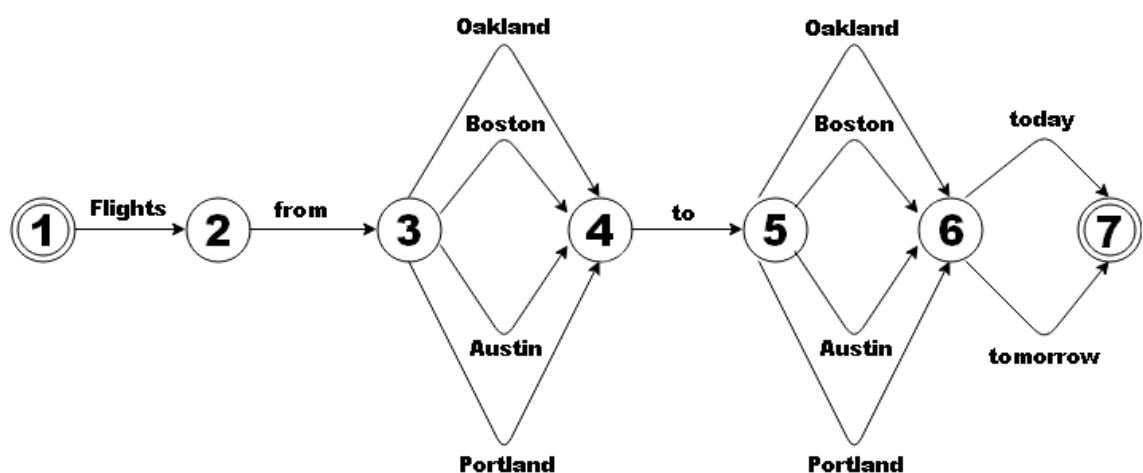 Oakland Oakland
Boston Boston today
Flights from to
1 2 3 4 5 6 7
Austin Austin tomorrow
Portland Portland